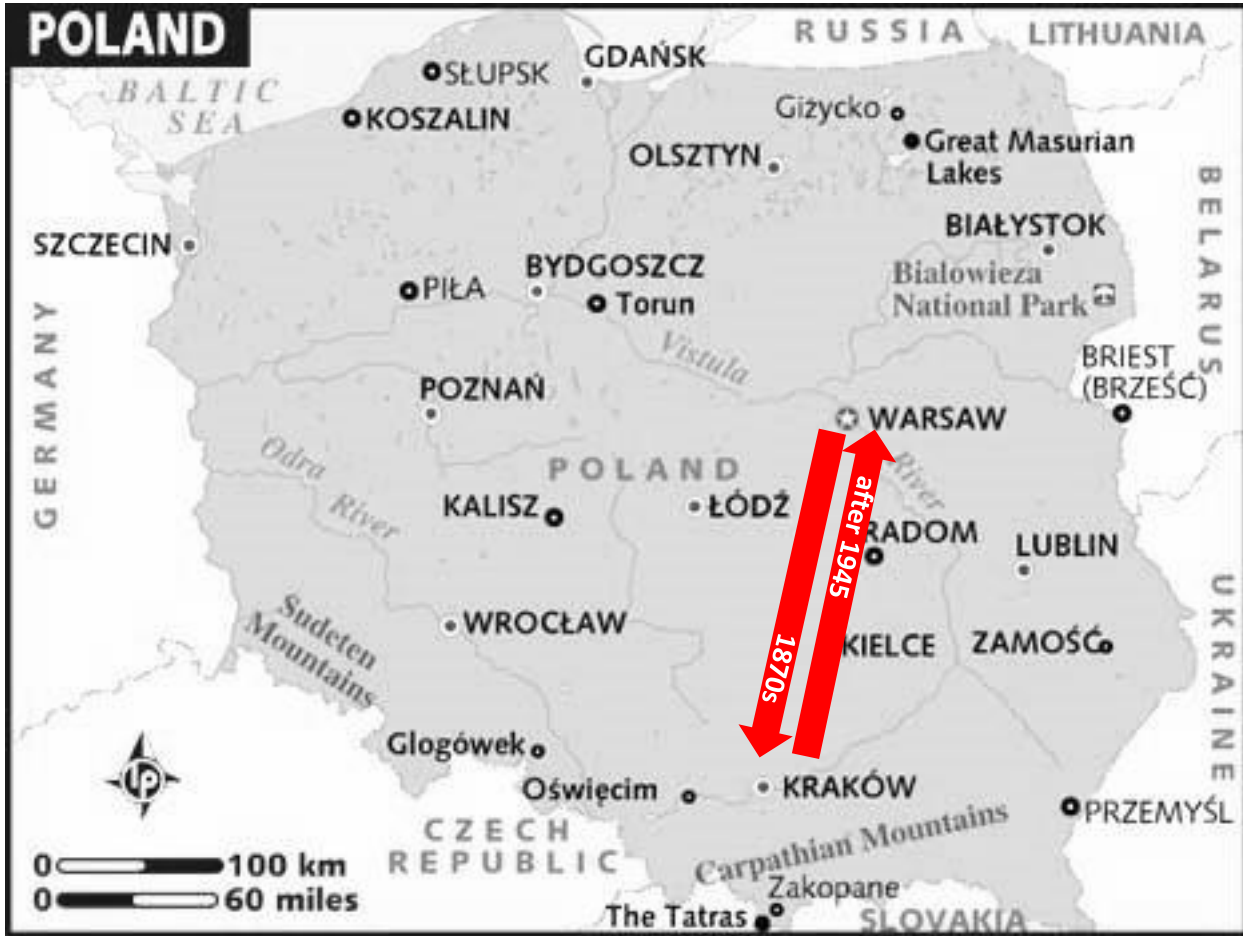 POLAND
RUSSIA
LITHUANIA
BALTIC
SEA
SŁUPSK
GDAŃSK
KOSZALIN
Giżycko
OLSZTYN
Great Masurian
Lakes
BELARUS
SZCZECIN
BIAŁYSTOK
PIŁA
BYDGOSZCZ
Torun
Bialowieza
National Park
GERMANY
Vistula
BRIEST
(BRZEŚĆ)
POZNAŃ
WARSAW
Odra
River
POLAND
River
KALISZ
ŁÓDŹ
after 1945
RADOM
LUBLIN
UKRAINE
Sudeten
Mountains
WROCŁAW
1870s
KIELCE
ZAMOŚĆ
Glogówek
Oświęcim
KRAKÓW
PRZEMYŚL
LP
CZECH
REPUBLIC
Carpathian Mountains
0 100 km
0 60 miles
Zakopane
The Tatras
SLOVAKIA